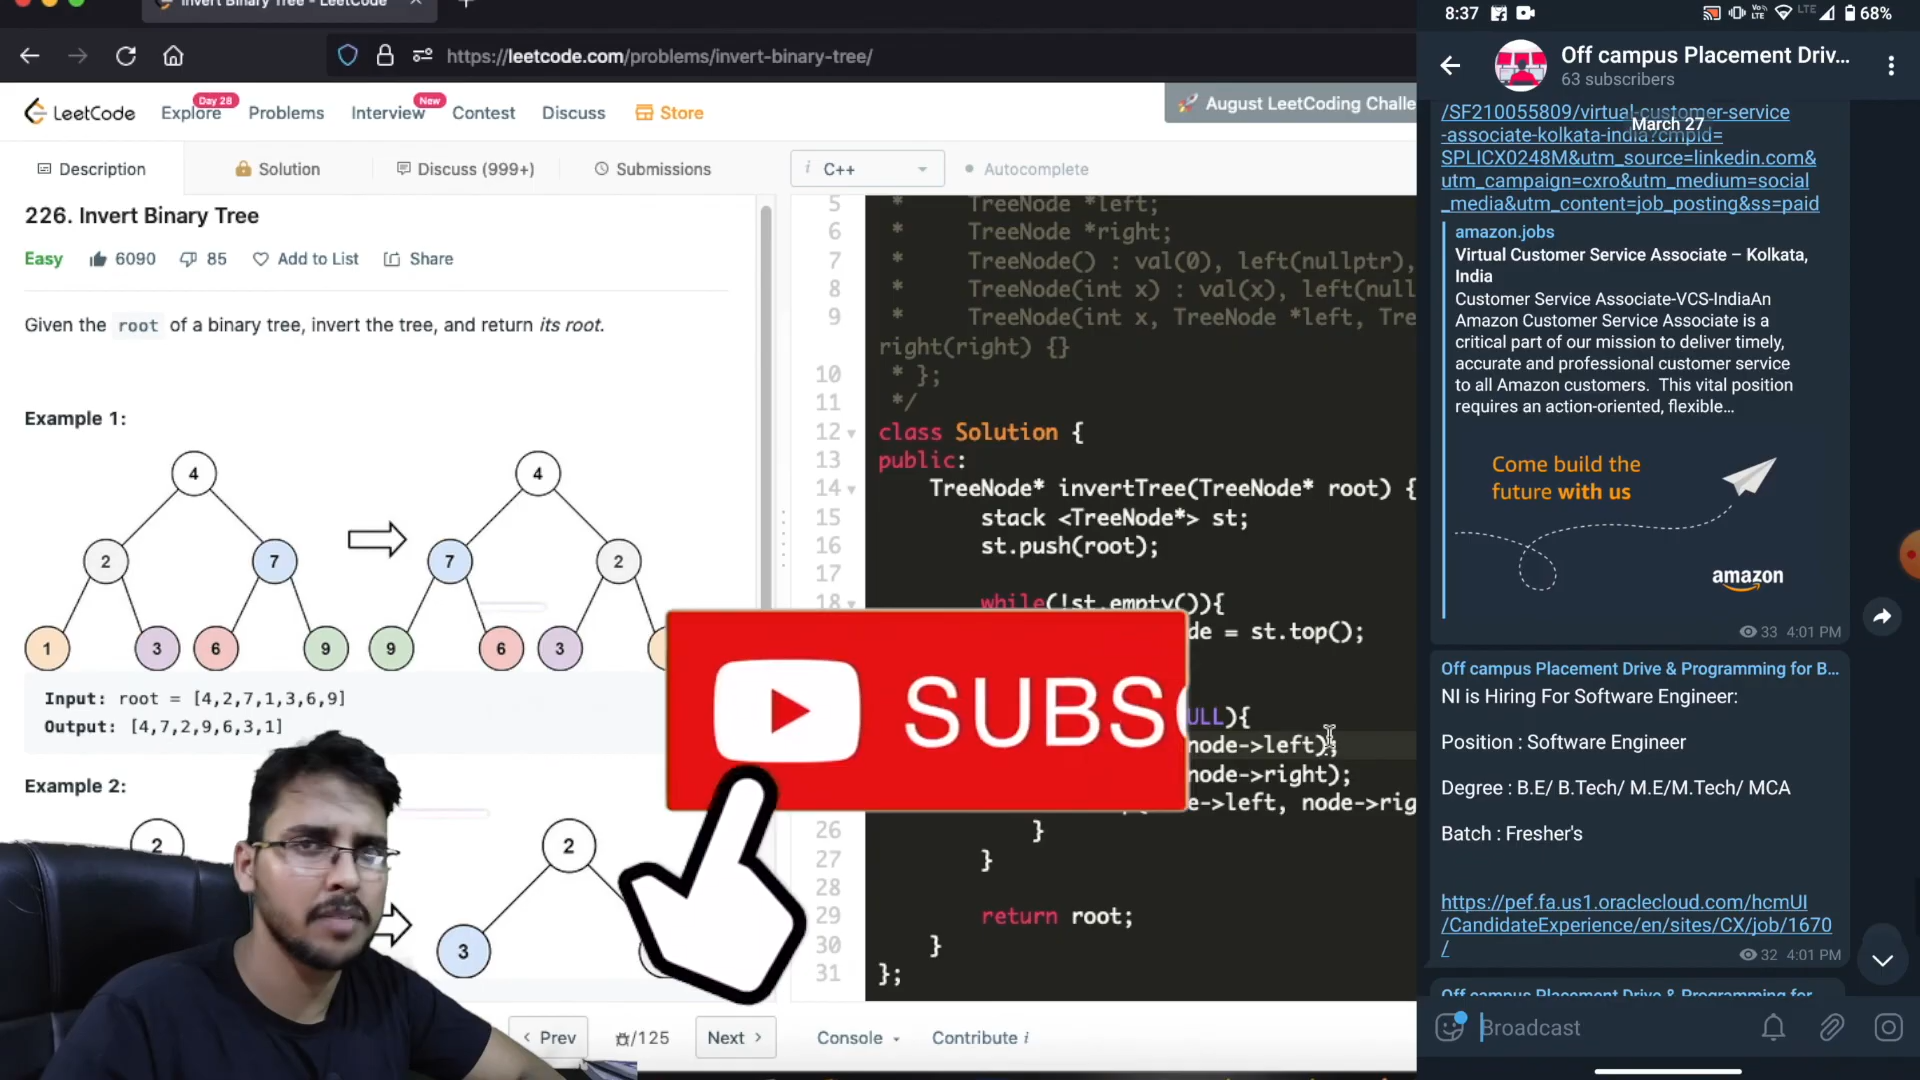 Invert Binary Tree - LeetCode
https://leetcode.com/problems/invert-binary-tree/
LeetCode
Explore
Day 28
Problems
Interview
New
Contest
Discuss
Store
August LeetCoding Challe
Description
Solution
Discuss (999+)
Submissions
i C++
Autocomplete
226. Invert Binary Tree
Easy
6090
85
Add to List
Share
Given the root of a binary tree, invert the tree, and return its root.
Example 1:
4
2
7
1
3
6
9
4
7
2
9
6
3
Input: root = [4,2,7,1,3,6,9]
Output: [4,7,2,9,6,3,1]
Example 2:
2
2
3
5 * TreeNode *left;
6 * TreeNode *right;
7 * TreeNode() : val(0), left(nullptr),
8 * TreeNode(int x) : val(x), left(null
9 * TreeNode(int x, TreeNode *left, Tre
right(right) {}
10 * };
11 */
12 class Solution {
13 public:
14 TreeNode* invertTree(TreeNode* root) {
15 stack <TreeNode*> st;
16 st.push(root);
17
18 while(!st.empty()){
de = st.top();
ULL){
node->left);
node->right);
e->left, node->rig
26 }
27 }
28
29 return root;
30 }
31 };
SUBS
Prev
/125
Next
Console
Contribute i
8:37
Vo
LTE
LTE
68%
Off campus Placement Driv...
63 subscribers
/SF210055809/virtual-customer-service
-associate-kolkata-india?cmpid=
March 27
SPLICX0248M&utm_source=linkedin.com&
utm_campaign=cxro&utm_medium=social
_media&utm_content=job_posting&ss=paid
amazon.jobs
Virtual Customer Service Associate – Kolkata,
India
Customer Service Associate-VCS-IndiaAn
Amazon Customer Service Associate is a
critical part of our mission to deliver timely,
accurate and professional customer service
to all Amazon customers. This vital position
requires an action-oriented, flexible...
Come build the
future with us
amazon
33 4:01 PM
Off campus Placement Drive & Programming for B...
NI is Hiring For Software Engineer:
Position : Software Engineer
Degree : B.E/ B.Tech/ M.E/M.Tech/ MCA
Batch : Fresher's
https://pef.fa.us1.oraclecloud.com/hcmUI
/CandidateExperience/en/sites/CX/job/1670
/
32 4:01 PM
Off campus Placement Drive & Programming for
Broadcast